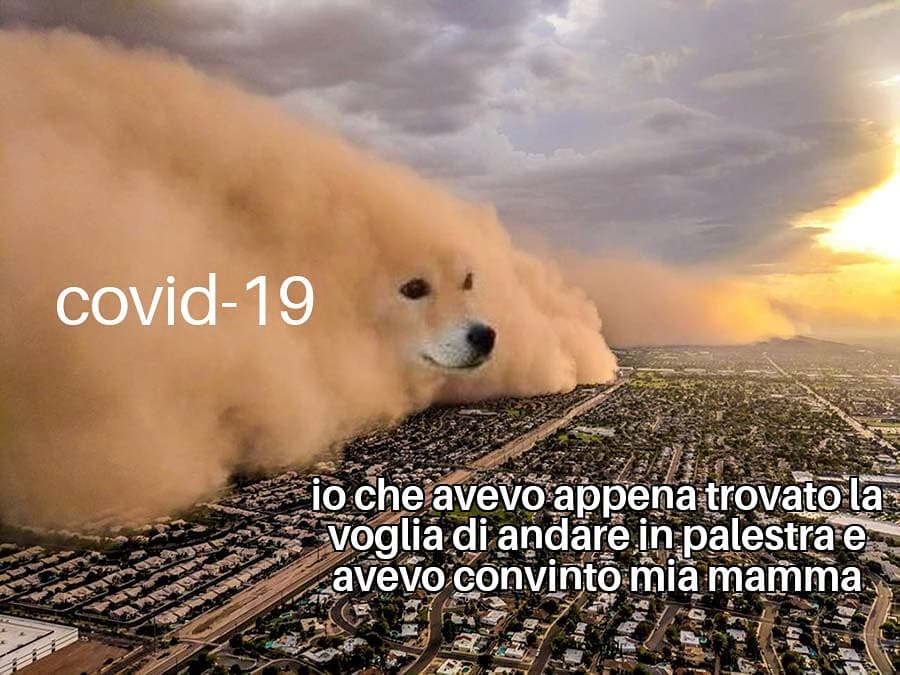 covid-19
io che avevo appena trovato la
voglia di andare in palestra e
avevo convinto mia mamma